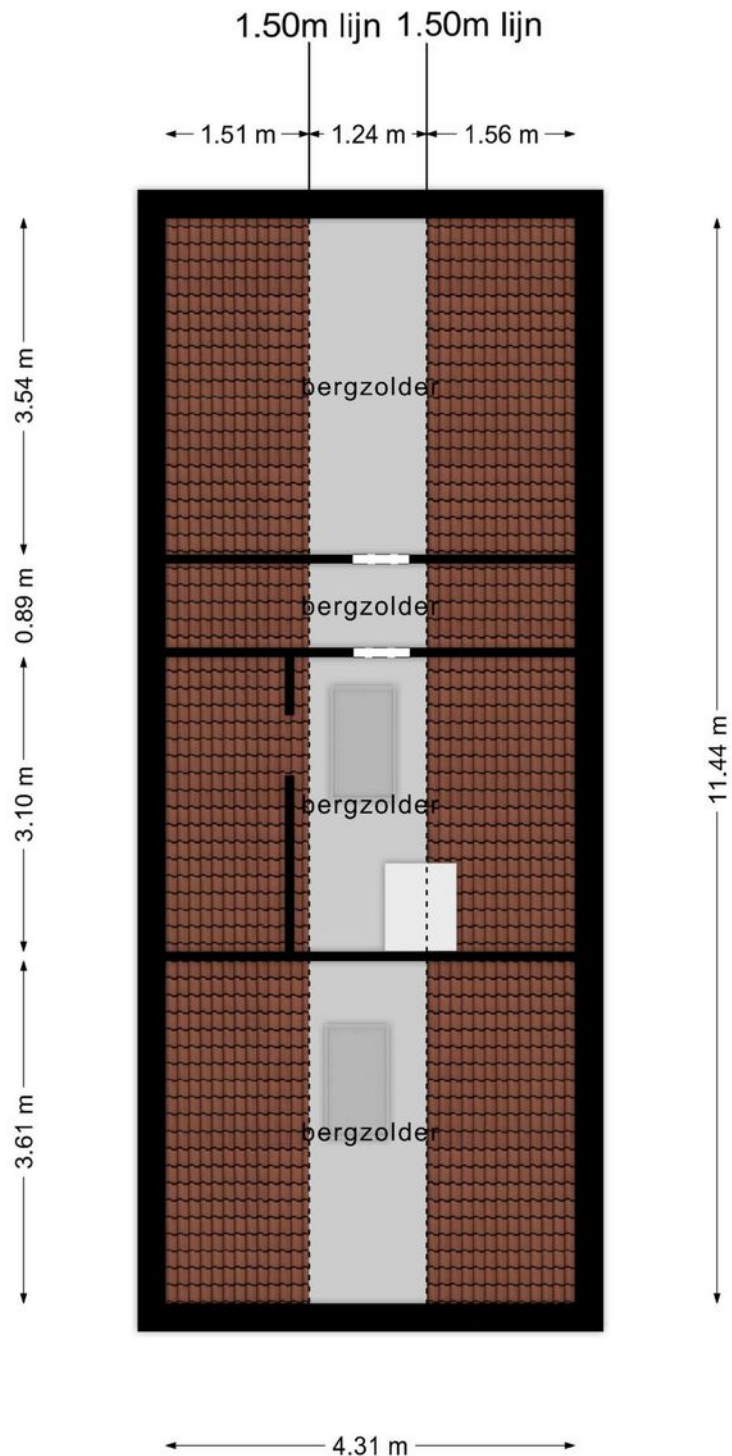 1.50m lijn 1.50m lijn
1.51 m 1.24 m 1.56 m
bergzolder
3.54 m
bergzolder
0.89 m
11.44 m
bergzolder
3.10 m
bergzolder
3.61 m
4.31 m